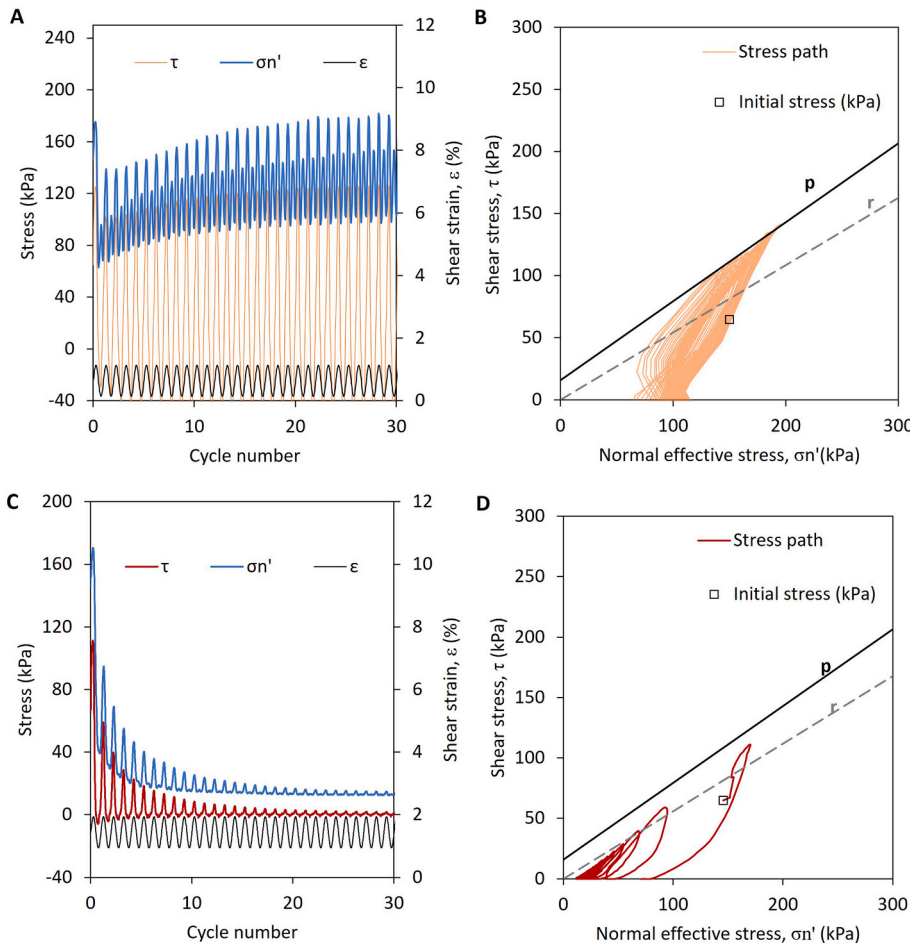 A
240
200
160
120
80
40
0
-40
Stress (kPa)
τ
σn'
ε
12
10
8
6
4
2
0
Shear strain, ε (%)
0
10
20
30
Cycle number
B
300
250
200
150
100
50
0
Shear stress, τ (kPa)
Stress path
Initial stress (kPa)
p
r
0
100
200
300
Normal effective stress, σn'(kPa)
C
200
160
120
80
40
0
-40
Stress (kPa)
τ
σn'
ε
12
10
8
6
4
2
0
Shear strain, ε (%)
0
10
20
30
Cycle number
D
300
250
200
150
100
50
0
Shear stress, τ (kPa)
Stress path
Initial stress (kPa)
p
r
0
100
200
300
Normal effective stress, σn' (kPa)